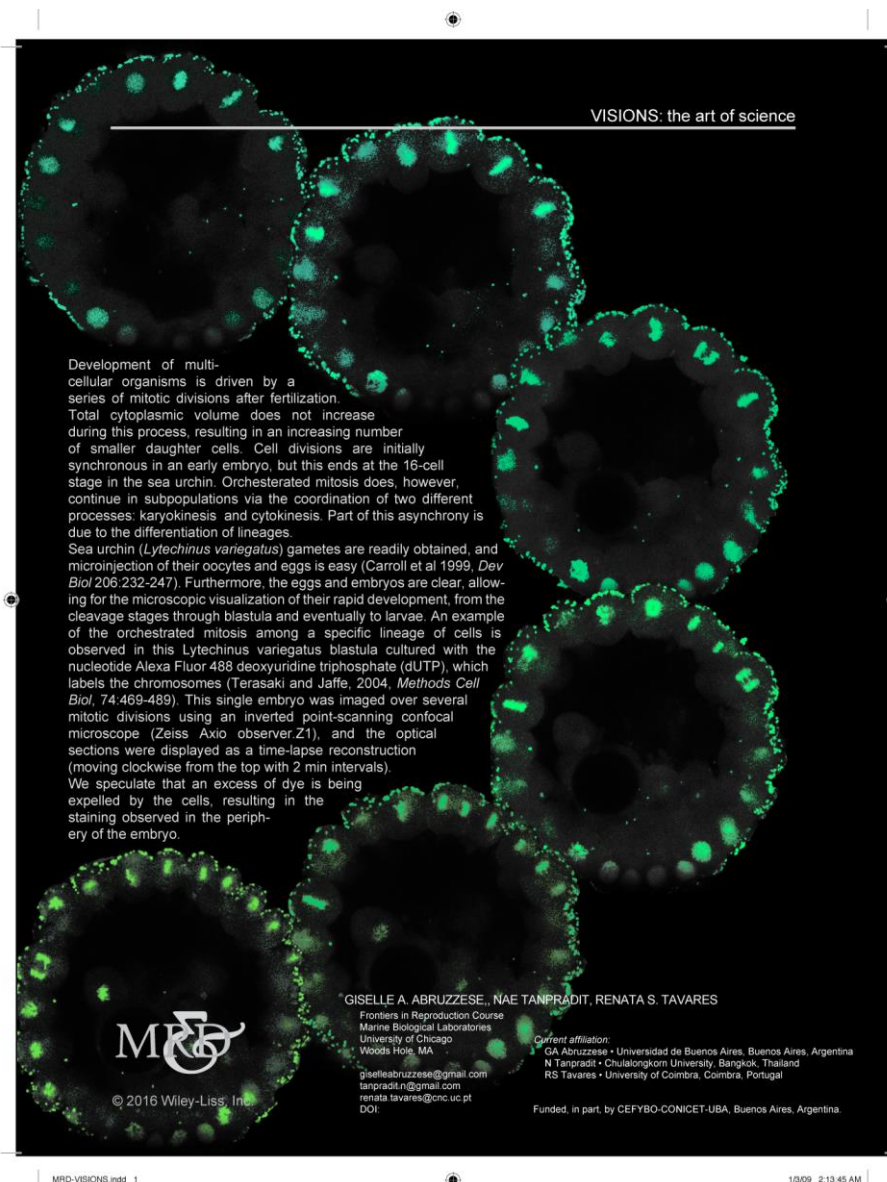 VISIONS: the art of science
Development of multi-
cellular organisms is driven by a
series of mitotic divisions after fertilization.
Total cytoplasmic volume does not increase
during this process, resulting in an increasing number
of smaller daughter cells. Cell divisions are initially
synchronous in an early embryo, but this ends at the 16-cell
stage in the sea urchin. Orchesterated mitosis does, however,
continue in subpopulations via the coordination of two different
processes: karyokinesis and cytokinesis. Part of this asynchrony is
due to the differentiation of lineages.
Sea urchin (Lytechinus variegatus) gametes are readily obtained, and
microinjection of their oocytes and eggs is easy (Carroll et al 1999, Dev
Biol 206:232-247). Furthermore, the eggs and embryos are clear, allow-
ing for the microscopic visualization of their rapid development, from the
cleavage stages through blastula and eventually to larvae. An example
of the orchestrated mitosis among a specific lineage of cells is
observed in this Lytechinus variegatus blastula cultured with the
nucleotide Alexa Fluor 488 deoxyuridine triphosphate (dUTP), which
labels the chromosomes (Terasaki and Jaffe, 2004, Methods Cell
Biol, 74:469-489). This single embryo was imaged over several
mitotic divisions using an inverted point-scanning confocal
microscope (Zeiss Axio observer.Z1), and the optical
sections were displayed as a time-lapse reconstruction
(moving clockwise from the top with 2 min intervals).
We speculate that an excess of dye is being
expelled by the cells, resulting in the
staining observed in the periph-
ery of the embryo.
MR&D
© 2016 Wiley-Liss, Inc.
GISELLE A. ABRUZZESE,, NAE TANPRADIT, RENATA S. TAVARES
Frontiers in Reproduction Course
Marine Biological Laboratories
University of Chicago
Woods Hole, MA
giselleabruzzese@gmail.com
tanpradit.n@gmail.com
renata.tavares@cnc.uc.pt
DOI:
Current affiliation:
GA Abruzzese • Universidad de Buenos Aires, Buenos Aires, Argentina
N Tanpradit • Chulalongkorn University, Bangkok, Thailand
RS Tavares • University of Coimbra, Coimbra, Portugal
Funded, in part, by CEFYBO-CONICET-UBA, Buenos Aires, Argentina.
MRD-VISIONS.indd 1
1/3/09 2:13:45 AM